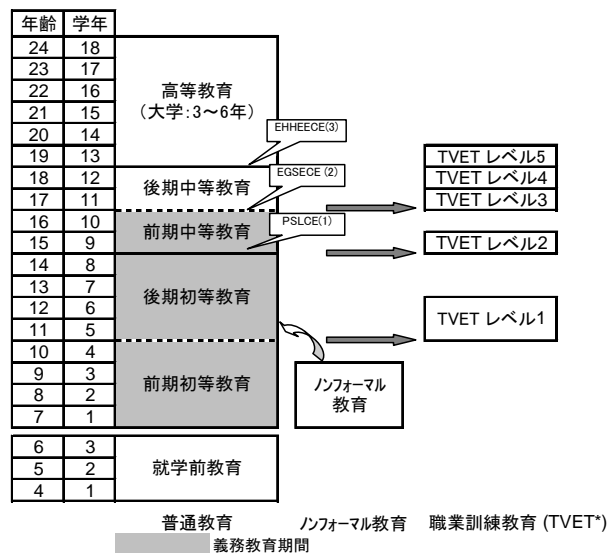 年齢 学年
24 18
23 17
22 16
21 15
20 14
19 13
18 12
17 11
16 10
15 9
14 8
13 7
12 6
11 5
10 4
9 3
8 2
7 1
6 3
5 2
4 1
高等教育
(大学:3～6年)
EHHEECE(3)
後期中等教育
EGSECE (2)
前期中等教育
PSLCE(1)
後期初等教育
前期初等教育
就学前教育
ノンフォーマル
教育
TVET レベル5
TVET レベル4
TVET レベル3
TVET レベル2
TVET レベル1
普通教育 ノンフォーマル教育 職業訓練教育 (TVET*)
義務教育期間